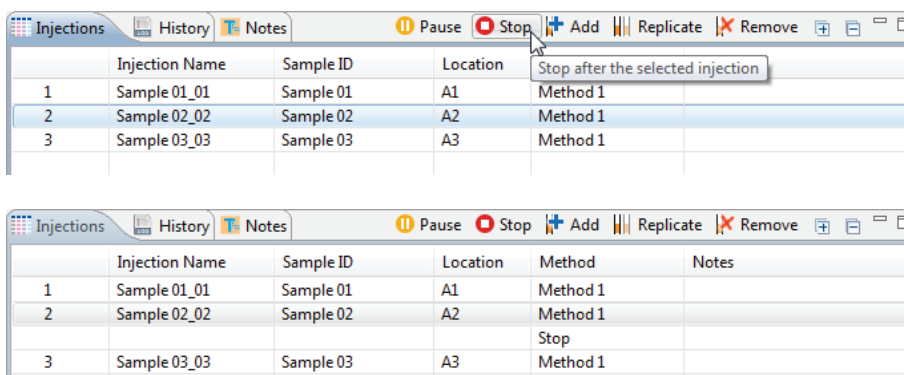 Injections History Notes Pause Stop Add Replicate Remove
Injection Name Sample ID Location
Stop after the selected injection
1 Sample 01_01 Sample 01 A1 Method 1
2 Sample 02_02 Sample 02 A2 Method 1
3 Sample 03_03 Sample 03 A3 Method 1
Injections History Notes Pause Stop Add Replicate Remove
Injection Name Sample ID Location Method Notes
1 Sample 01_01 Sample 01 A1 Method 1
2 Sample 02_02 Sample 02 A2 Method 1
Stop
3 Sample 03_03 Sample 03 A3 Method 1